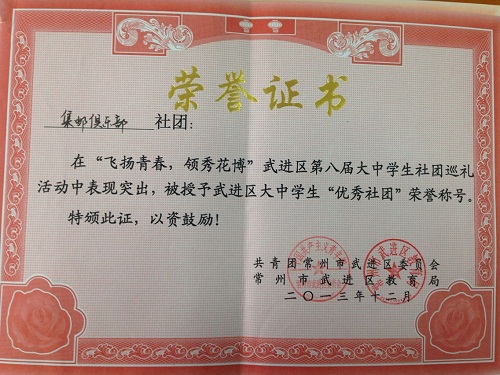 荣誉证书
集邮俱乐部 社团：
在“飞扬青春，领秀花博”武进区第八届大中学生社团巡礼
活动中表现突出，被授予武进区大中学生“优秀社团”荣誉称号。
特颁此证，以资鼓励！
共青团常州市武进区委员会
常州市武进区教育局
二〇一三年十二月